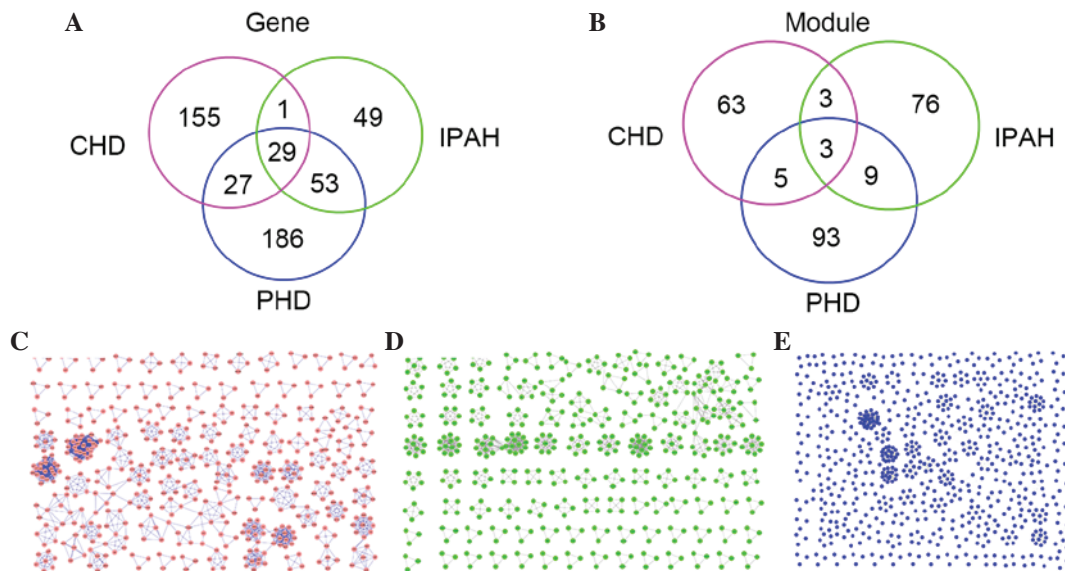 A
Gene
155
1
49
CHD
29
IPAH
27
53
186
PHD
B
Module
63
3
76
CHD
3
IPAH
5
9
93
PHD
C
D
E